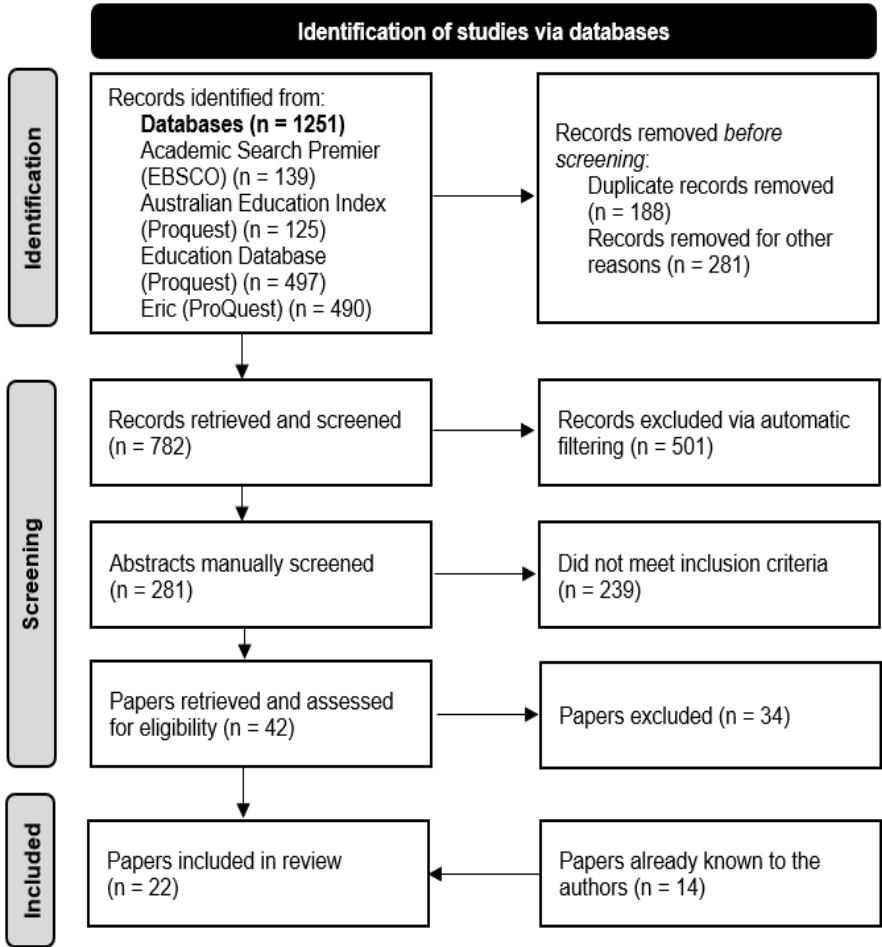 Identification of studies via databases
Identification
Records identified from:
Databases (n = 1251)
Academic Search Premier
(EBSCO) (n = 139)
Australian Education Index
(Proquest) (n = 125)
Education Database
(Proquest) (n = 497)
Eric (ProQuest) (n = 490)
Records removed before
screening:
Duplicate records removed
(n = 188)
Records removed for other
reasons (n = 281)
Screening
Records retrieved and screened
(n = 782)
Records excluded via automatic
filtering (n = 501)
Abstracts manually screened
(n = 281)
Did not meet inclusion criteria
(n = 239)
Papers retrieved and assessed
for eligibility (n = 42)
Papers excluded (n = 34)
Included
Papers included in review
(n = 22)
Papers already known to the
authors (n = 14)